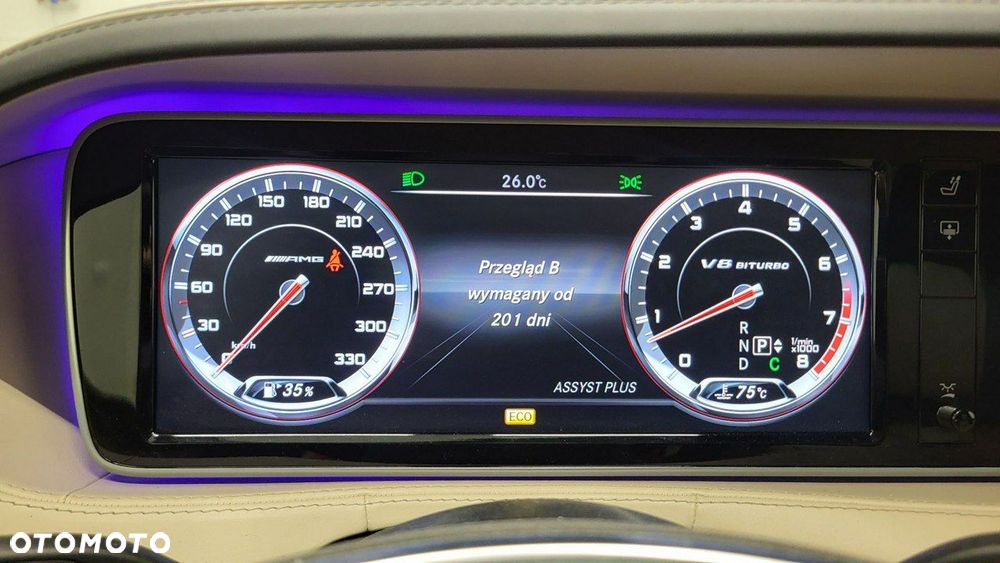 26.0°C
150 180
120 210
90 240
60 270
30 300
0 330
AMG
km/h
35%
Przegląd B
wymagany od
201 dni
ASSYST PLUS
ECO
4
3 5
2 6
1 7
0 8
V8 BITURBO
R
N P
D C
1/min
x1000
75°C
OTOMOTO